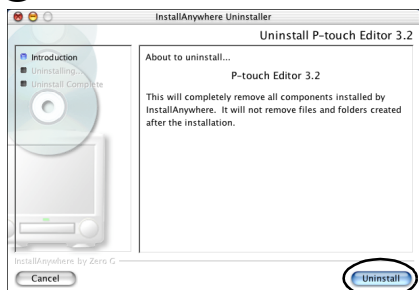 InstallAnywhere Uninstaller
Uninstall P-touch Editor 3.2
Introduction
Uninstalling...
Uninstall Complete
About to uninstall...
P-touch Editor 3.2
This will completely remove all components installed by
InstallAnywhere. It will not remove files and folders created
after the installation.
InstallAnywhere by Zero G
Cancel
Uninstall